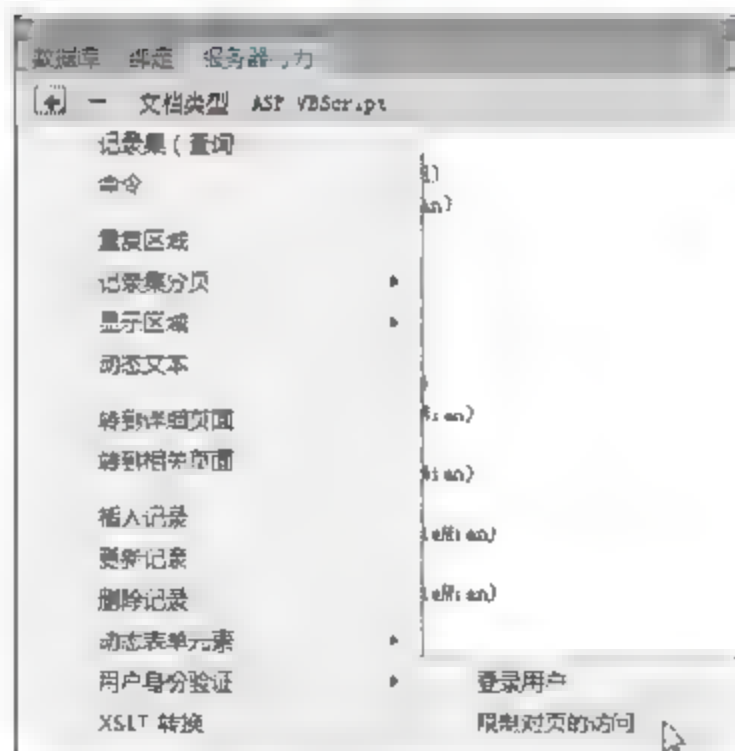 数据库 绑定 服务器行为
文档类型 ASP VBScript
记录集(查询
命令
重复区域
记录集分页
显示区域
动态文本
转到详细页面
转到相关页面
插入记录
更新记录
删除记录
动态表单元素
用户身份验证
登录用户
XSLT 转换
限制对页的访问